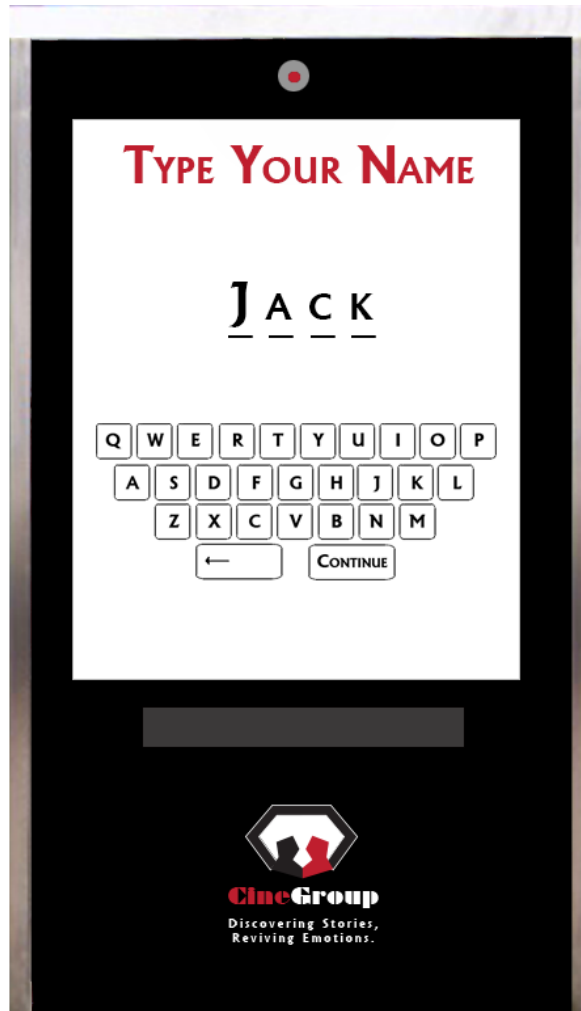 Type Your Name
Jack
Q W E R T Y U I O P
A S D F G H J K L
Z X C V B N M
← Continue
CineGroup
Discovering Stories,
Reviving Emotions.